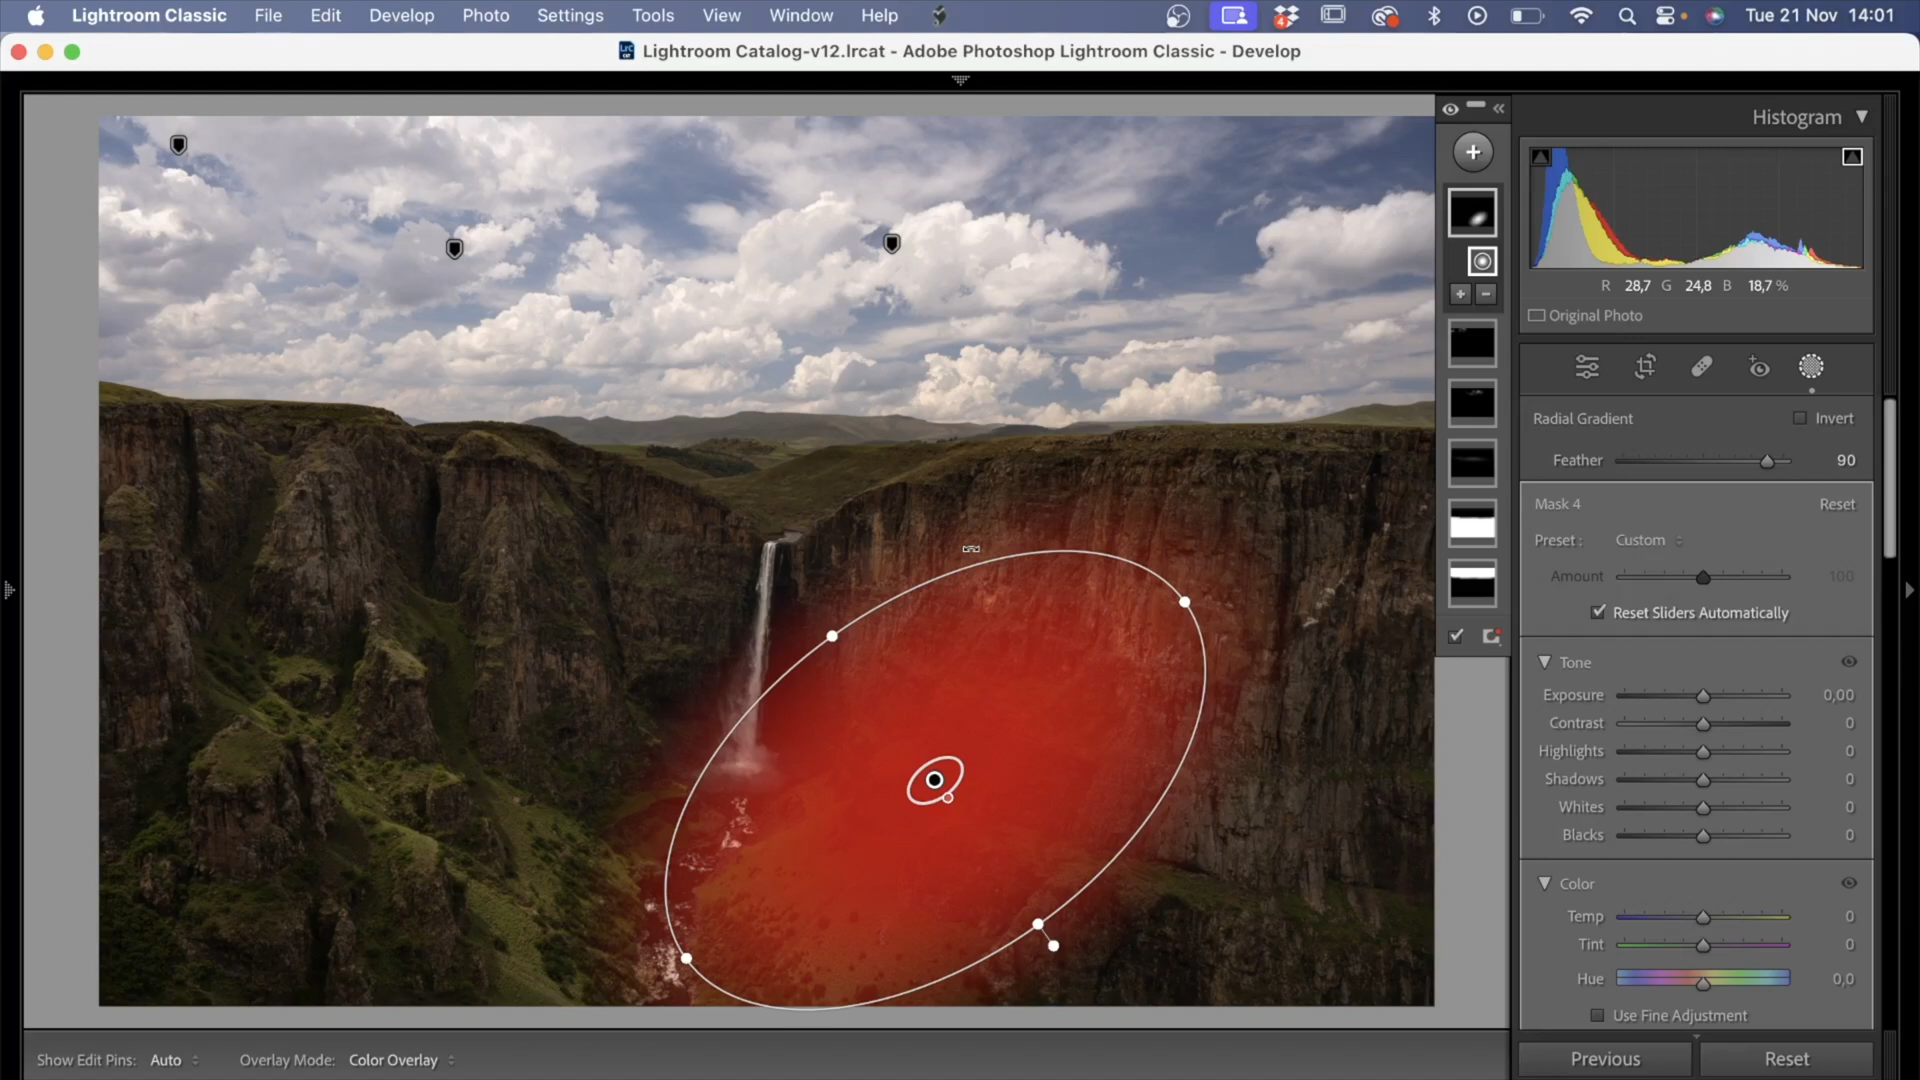 Lightroom Classic File Edit Develop Photo Settings Tools View Window Help 4 Tue 21 Nov 14:01
LrC CAT Lightroom Catalog-v12.lrcat - Adobe Photoshop Lightroom Classic - Develop
Histogram
R 28,7 G 24,8 B 18,7 %
Original Photo
Radial Gradient Invert
Feather 90
Mask 4 Reset
Preset : Custom
Amount 100
Reset Sliders Automatically
Tone
Exposure 0,00
Contrast 0
Highlights 0
Shadows 0
Whites 0
Blacks 0
Color
Temp 0
Tint 0
Hue 0,0
Use Fine Adjustment
Show Edit Pins: Auto Overlay Mode: Color Overlay Previous Reset